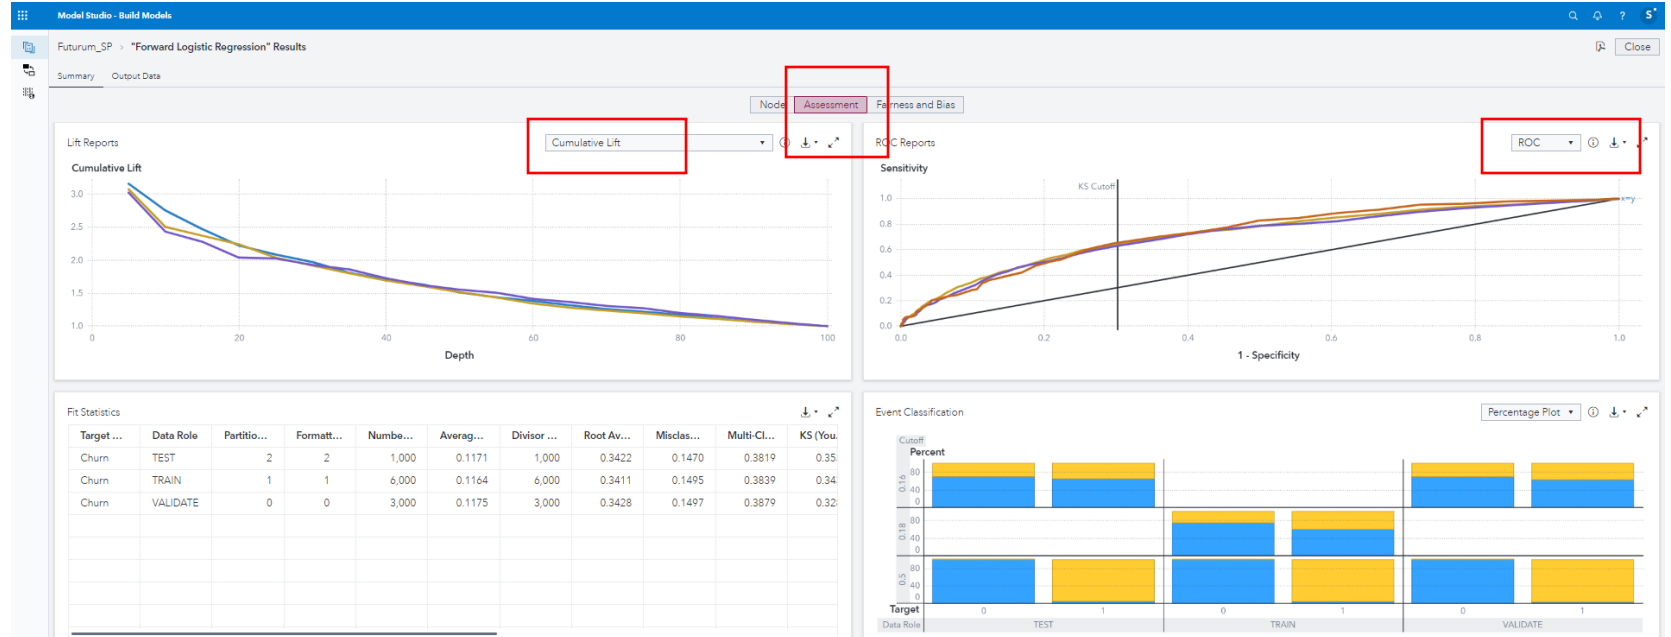 Model Studio - Build Models
?
S
Futurum_SP > "Forward Logistic Regression" Results
Close
Summary Output Data
Node Assessment Fairness and Bias
Lift Reports
Cumulative Lift
Cumulative Lift
3.0
2.5
2.0
1.5
1.0
0 20 40 60 80 100
Depth
ROC Reports
ROC
Sensitivity
KS Cutoff
1.0
x=y
0.8
0.6
0.4
0.2
0.0
0.0 0.2 0.4 0.6 0.8 1.0
1 - Specificity
Fit Statistics
Target ... Data Role Partitio... Formatt... Numbe... Averag... Divisor ... Root Av... Misclas... Multi-Cl... KS (You.
Churn TEST 2 2 1,000 0.1171 1,000 0.3422 0.1470 0.3819 0.35
Churn TRAIN 1 1 6,000 0.1164 6,000 0.3411 0.1495 0.3839 0.34
Churn VALIDATE 0 0 3,000 0.1175 3,000 0.3428 0.1497 0.3879 0.32
Event Classification
Percentage Plot
Cutoff
Percent
0.16
80
40
0
0.18
80
40
0
0.5
80
40
0
Target 0 1 0 1 0 1
Data Role TEST TRAIN VALIDATE